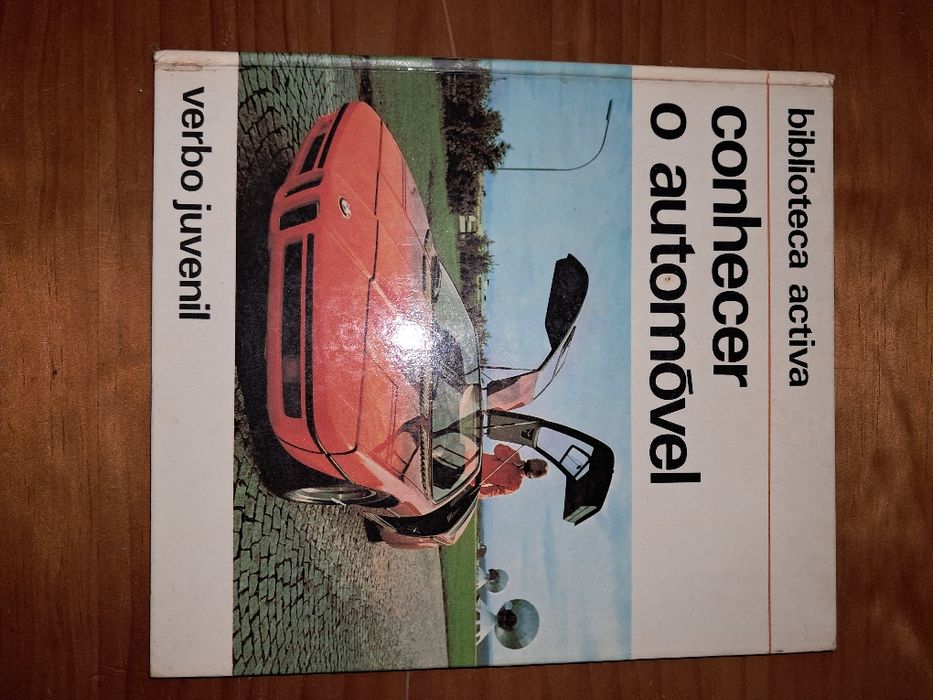 biblioteca activa
conhecer
o automóvel
verbo juvenil